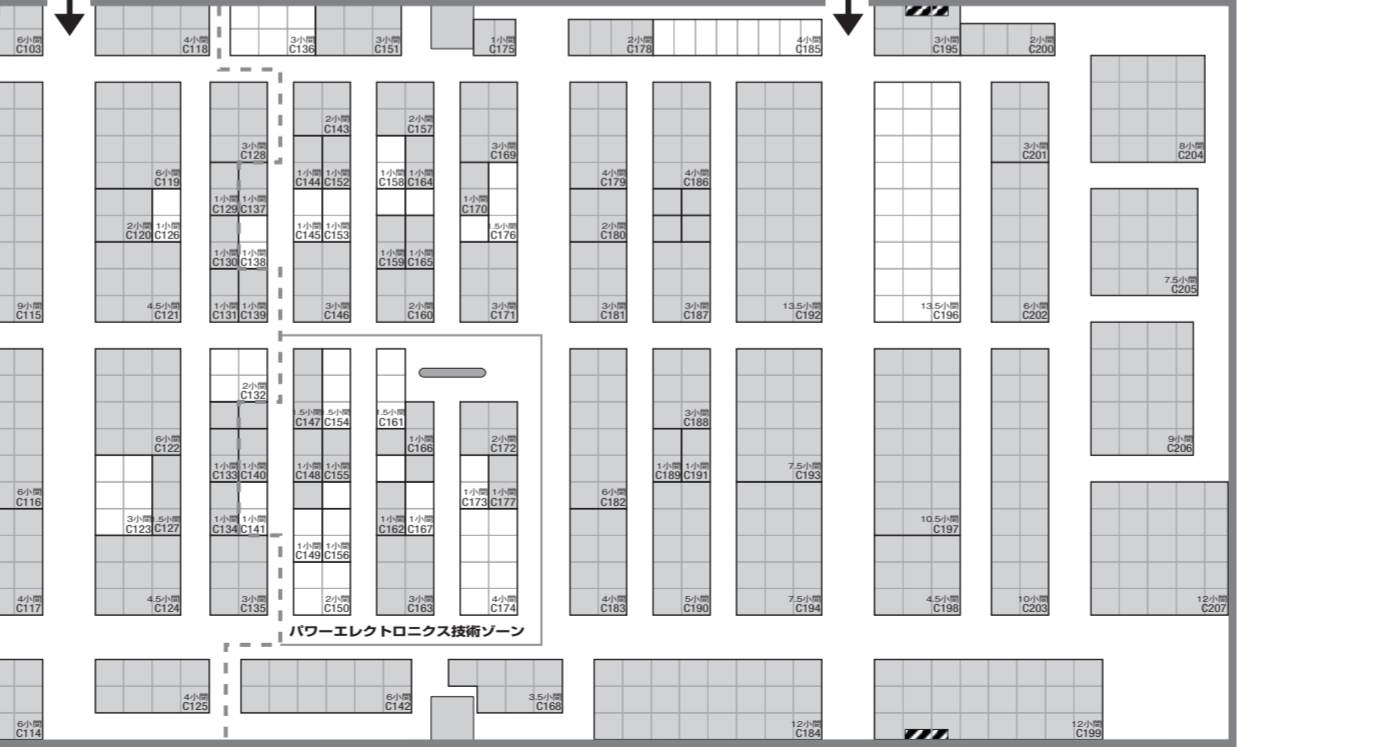 6小間
C103
4小間
C118
3小間
C136
3小間
C151
1小間
C175
2小間
C178
4小間
C185
3小間
C195
2小間
C200
8小間
C204
2小間
C143
2小間
C157
3小間
C128
3小間
C169
3小間
C201
6小間
C119
1小間
C144
1小間
C152
1小間
C158
1小間
C164
4小間
C179
4小間
C186
1小間
C129
1小間
C137
1小間
C170
2小間
C120
1小間
C126
1小間
C145
1小間
C153
.5小間
C176
2小間
C180
1小間
C130
1小間
C138
1小間
C159
1小間
C165
7.5小間
C205
9小間
C115
4.5小間
C121
1小間
C131
1小間
C139
3小間
C146
2小間
C160
3小間
C171
3小間
C181
3小間
C187
13.5小間
C192
13.5小間
C196
6小間
C202
2小間
C132
.5小間
C147
.5小間
C154
.5小間
C161
3小間
C188
6小間
C122
1小間
C166
2小間
C172
9小間
C206
1小間
C133
1小間
C140
1小間
C148
1小間
C155
1小間
C189
1小間
C191
7.5小間
C193
6小間
C116
1小間
C173
1小間
C177
6小間
C182
3小間
C123
.5小間
C127
1小間
C134
1小間
C141
1小間
C162
1小間
C167
10.5小間
C197
1小間
C149
1小間
C156
4小間
C117
4.5小間
C124
3小間
C135
2小間
C150
3小間
C163
4小間
C174
4小間
C183
5小間
C190
7.5小間
C194
4.5小間
C198
10小間
C203
12小間
C207
パワーエレクトロニクス技術ゾーン
4小間
C125
6小間
C142
3.5小間
C168
6小間
C114
12小間
C184
12小間
C199